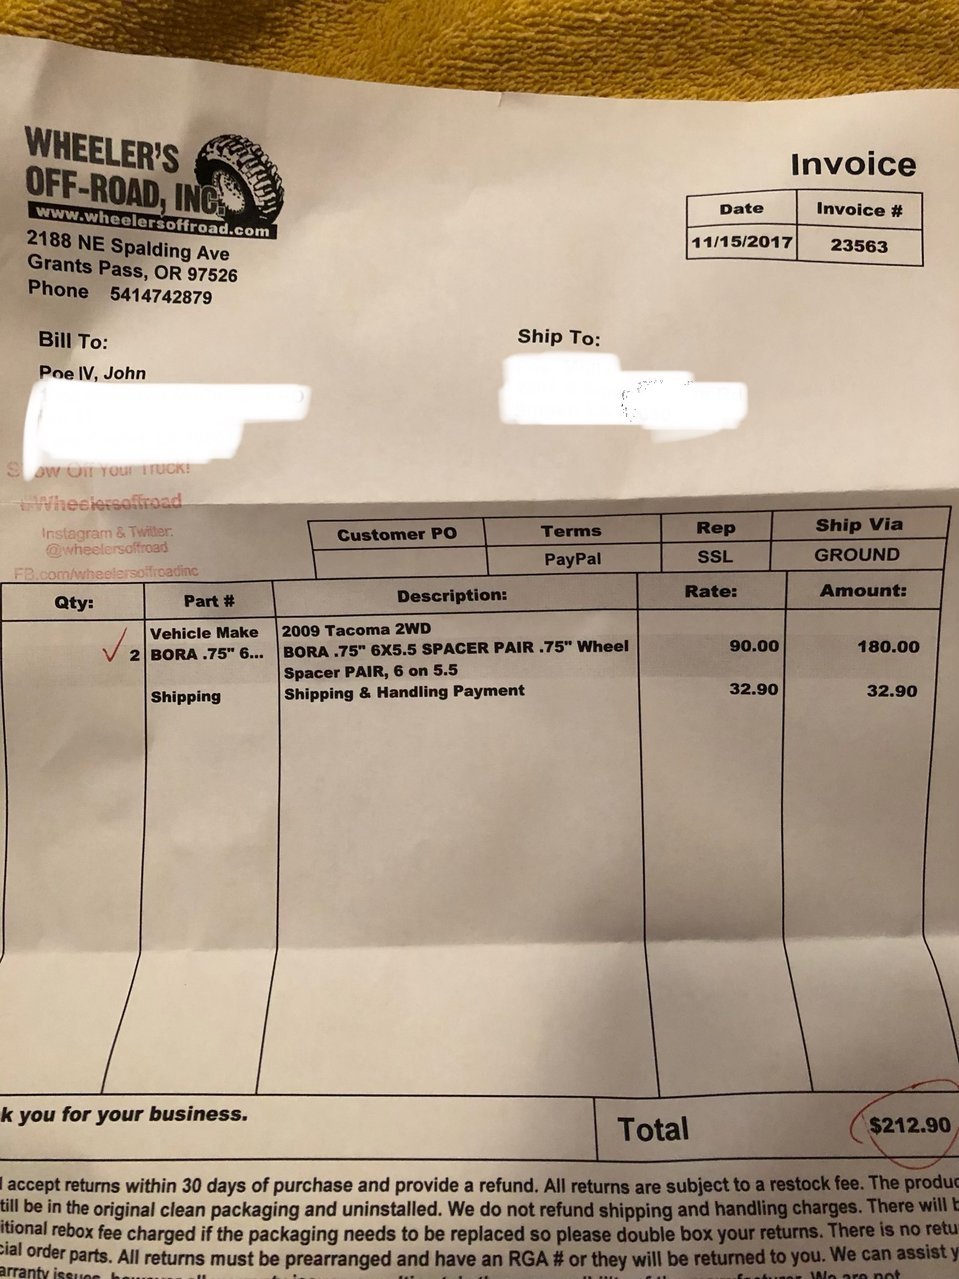 WHEELER'S
OFF-ROAD, INC.
www.wheelersoffroad.com
2188 NE Spalding Ave
Grants Pass, OR 97526
Phone 5414742879
Invoice
Date Invoice #
11/15/2017 23563
Bill To:
Poe IV, John
Ship To:
Off Your Truck!
Wheelersoffroad
Instagram & Twitter:
@wheelersoffroad
FB.com/wheelersoffroadinc
Customer PO Terms Rep Ship Via
PayPal SSL GROUND
Qty: Part # Description: Rate: Amount:
Vehicle Make 2009 Tacoma 2WD
2 BORA .75" 6... BORA .75" 6X5.5 SPACER PAIR .75" Wheel 90.00 180.00
Spacer PAIR, 6 on 5.5
Shipping Shipping & Handling Payment 32.90 32.90
k you for your business.
Total $212.90
l accept returns within 30 days of purchase and provide a refund. All returns are subject to a restock fee. The produc
till be in the original clean packaging and uninstalled. We do not refund shipping and handling charges. There will b
itional rebox fee charged if the packaging needs to be replaced so please double box your returns. There is no retu
cial order parts. All returns must be prearranged and have an RGA # or they will be returned to you. We can assist y
arranty issues,